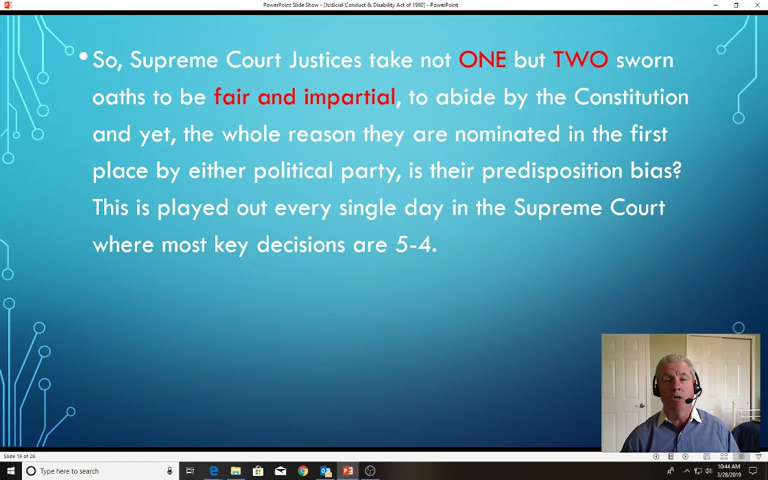 PowerPoint Slide Show - [Judicial Conduct & Disability Act of 1980] - PowerPoint
• So, Supreme Court Justices take not ONE but TWO sworn
oaths to be fair and impartial, to abide by the Constitution
and yet, the whole reason they are nominated in the first
place by either political party, is their predisposition bias?
This is played out every single day in the Supreme Court
where most key decisions are 5-4.
Slide 19 of 26
Type here to search
10:44 AM
3/28/2019